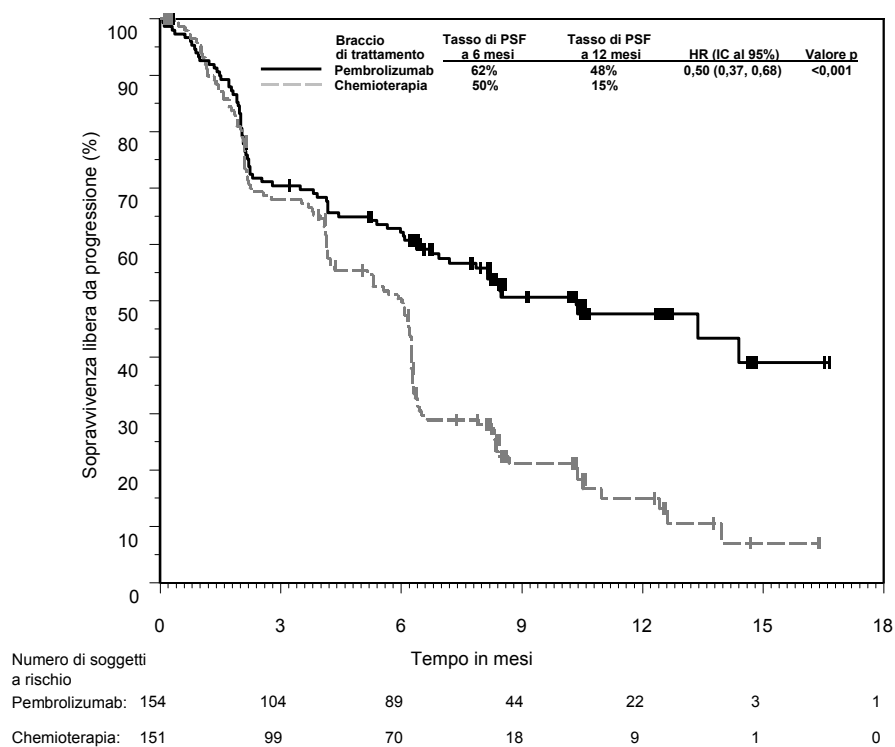 Braccio di trattamento Tasso di PSF a 6 mesi Tasso di PSF a 12 mesi HR (IC al 95%) Valore p
Pembrolizumab 62% 48% 0,50 (0,37, 0,68) <0,001
Chemioterapia 50% 15%
Sopravvivenza libera da progressione (%)
100
90
80
70
60
50
40
30
20
10
0
0 3 6 9 12 15 18
Tempo in mesi
Numero di soggetti
a rischio
Pembrolizumab: 154 104 89 44 22 3 1
Chemioterapia: 151 99 70 18 9 1 0